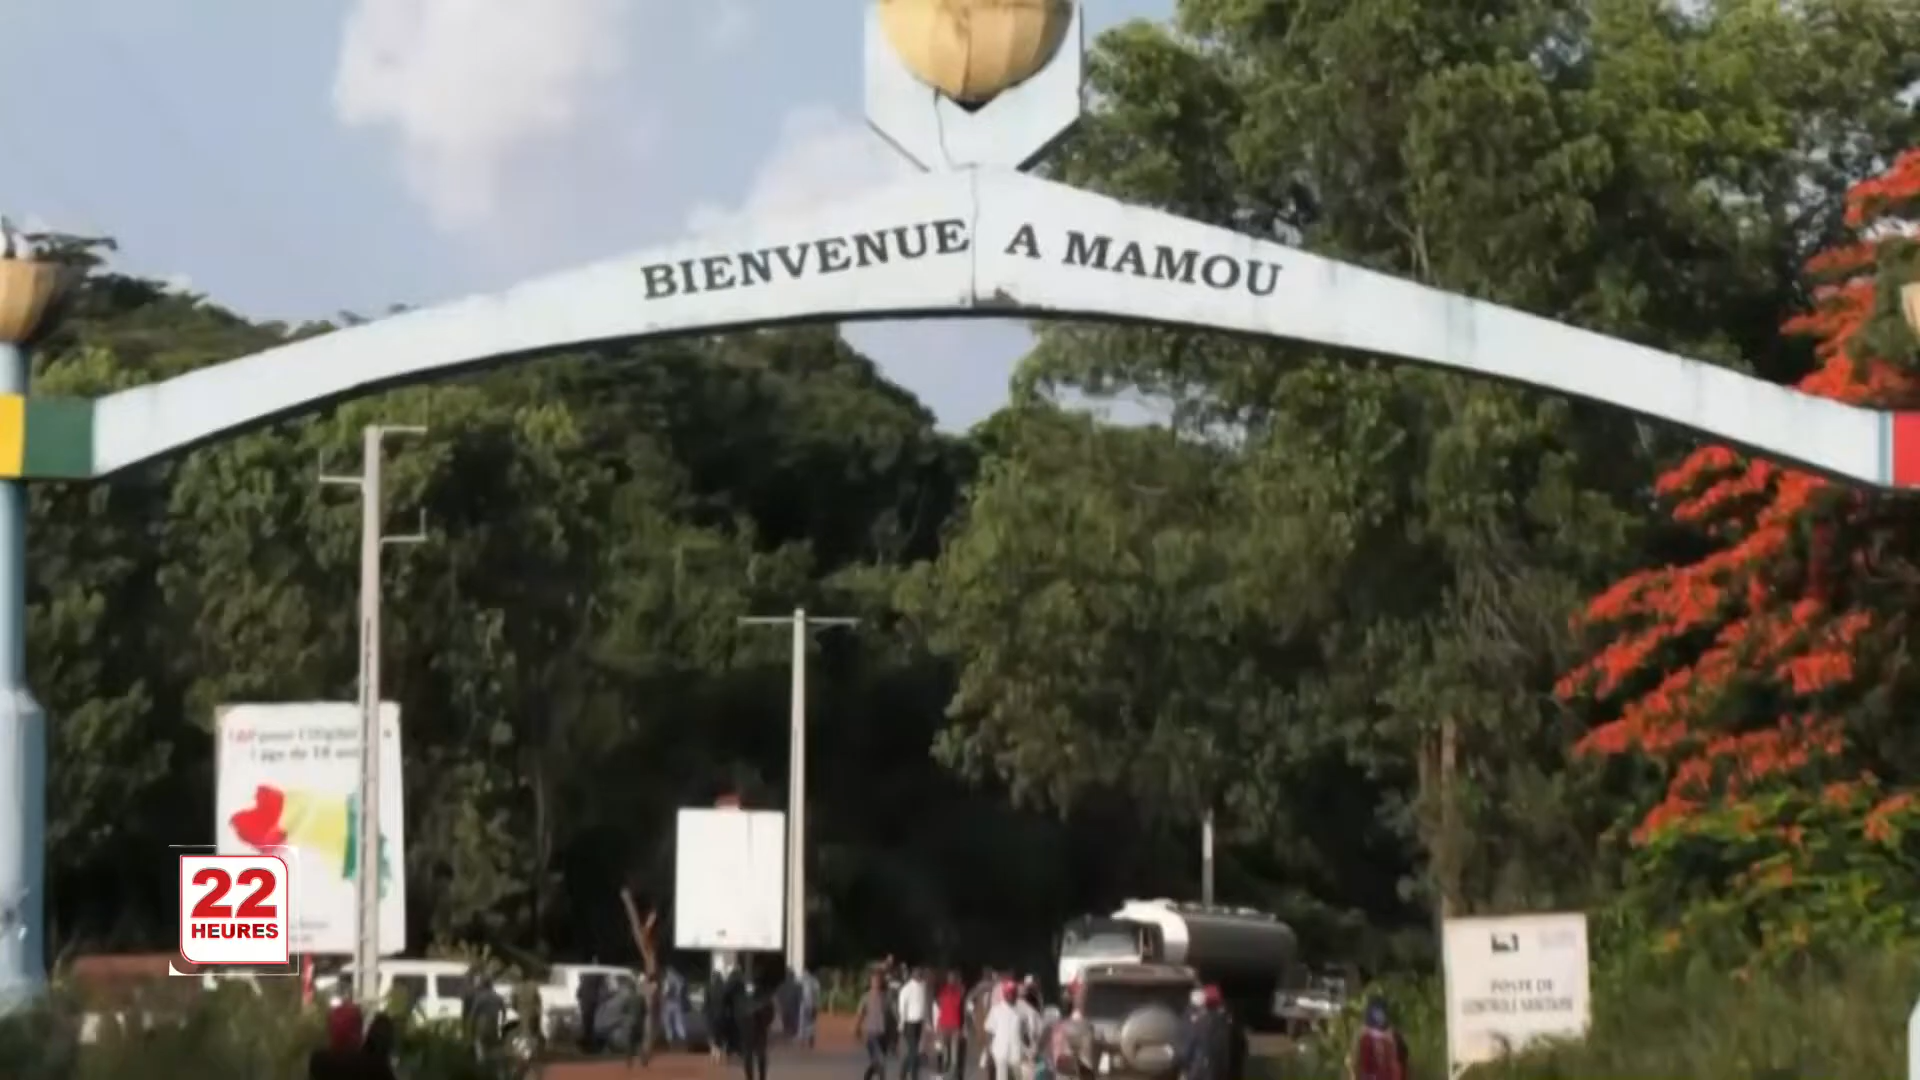 BIENVENUE A MAMOU
22
HEURES
POSTE DE
CONTROLE SANITAIRE